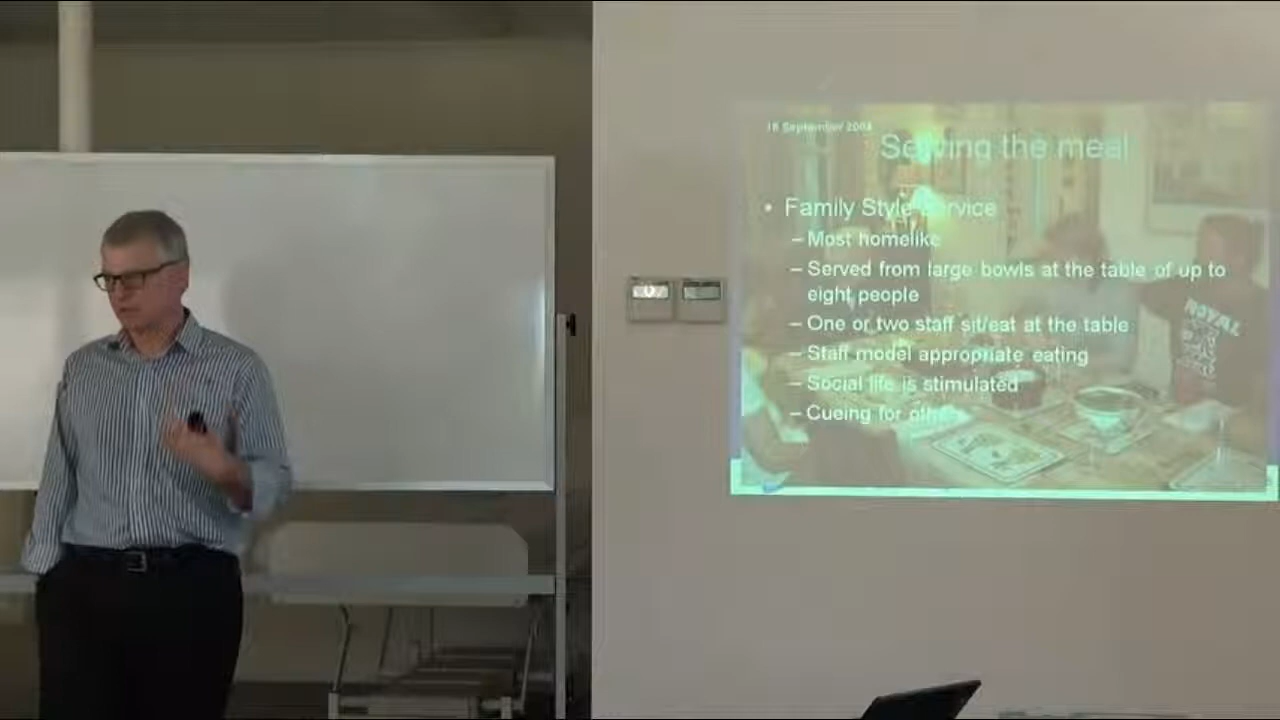 September
Serving the meal
• Family Style Service
– Most homelike
– Served from large bowls at the table of up to
eight people
– One or two staff sit/eat at the table
– Staff model appropriate eating
– Social life is stimulated
– Cueing for
ROYAL